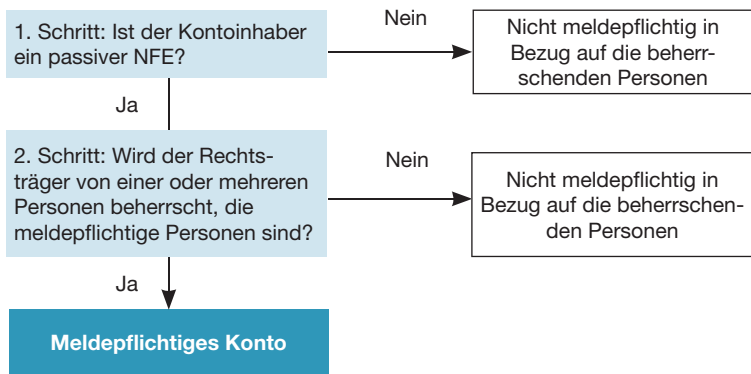 1. Schritt: Ist der Kontoinhaber
ein passiver NFE?
Nein
Nicht meldepflichtig in
Bezug auf die beherr-
schenden Personen
Ja
2. Schritt: Wird der Rechts-
träger von einer oder mehreren
Personen beherrscht, die
meldepflichtige Personen sind?
Nein
Nicht meldepflichtig in
Bezug auf die beherrschen-
den Personen
Ja
Meldepflichtiges Konto